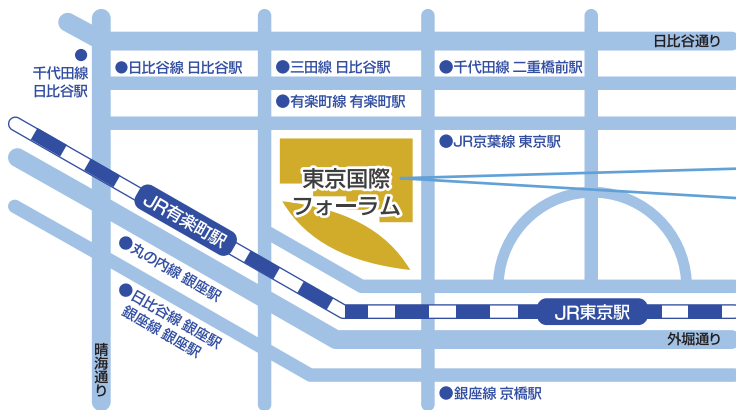 日比谷通り
千代田線
日比谷駅
日比谷線 日比谷駅
三田線 日比谷駅
千代田線 二重橋前駅
有楽町線 有楽町駅
JR京葉線 東京駅
東京国際
フォーラム
JR有楽町駅
丸の内線 銀座駅
日比谷線 銀座駅
銀座線 銀座駅
JR東京駅
外堀通り
晴海通り
銀座線 京橋駅